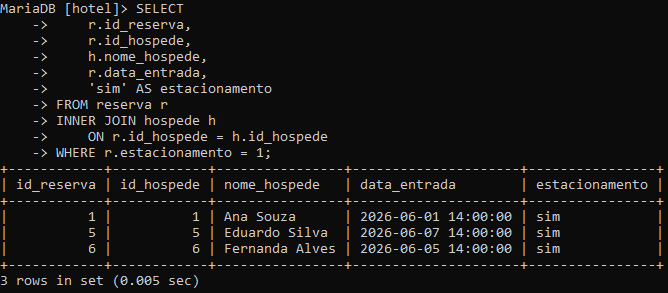 MariaDB [hotel]> SELECT
    ->     r.id_reserva,
    ->     r.id_hospede,
    ->     h.nome_hospede,
    ->     r.data_entrada,
    ->     'sim' AS estacionamento
    -> FROM reserva r
    -> INNER JOIN hospede h
    ->     ON r.id_hospede = h.id_hospede
    -> WHERE r.estacionamento = 1;
+------------+------------+-----------------+---------------------+----------------+
| id_reserva | id_hospede | nome_hospede    | data_entrada        | estacionamento |
+------------+------------+-----------------+---------------------+----------------+
|          1 |          1 | Ana Souza       | 2026-06-01 14:00:00 | sim            |
|          5 |          5 | Eduardo Silva   | 2026-06-07 14:00:00 | sim            |
|          6 |          6 | Fernanda Alves  | 2026-06-05 14:00:00 | sim            |
+------------+------------+-----------------+---------------------+----------------+
3 rows in set (0.005 sec)